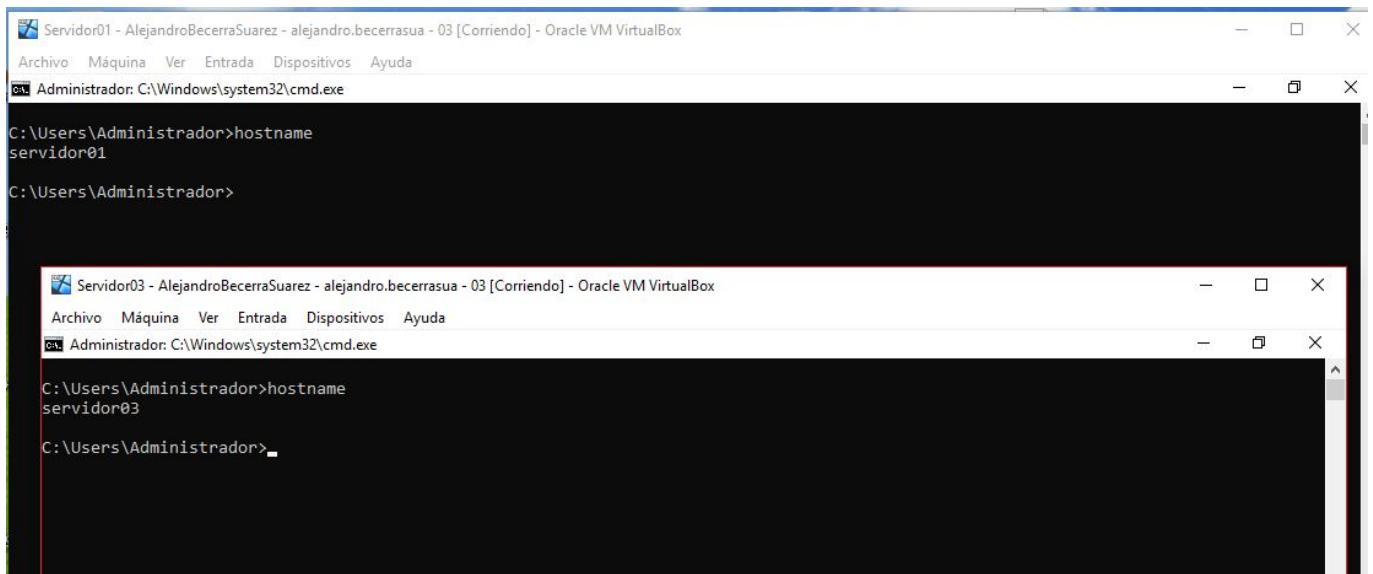 Servidor01 - AlejandroBecerraSuarez - alejandro.becerrasua - 03 [Corriendo] - Oracle VM VirtualBox
Archivo Máquina Ver Entrada Dispositivos Ayuda
Administrador: C:\Windows\system32\cmd.exe
C:\Users\Administrador>hostname
servidor01
C:\Users\Administrador>
Servidor03 - AlejandroBecerraSuarez - alejandro.becerrasua - 03 [Corriendo] - Oracle VM VirtualBox
Archivo Máquina Ver Entrada Dispositivos Ayuda
Administrador: C:\Windows\system32\cmd.exe
C:\Users\Administrador>hostname
servidor03
C:\Users\Administrador>